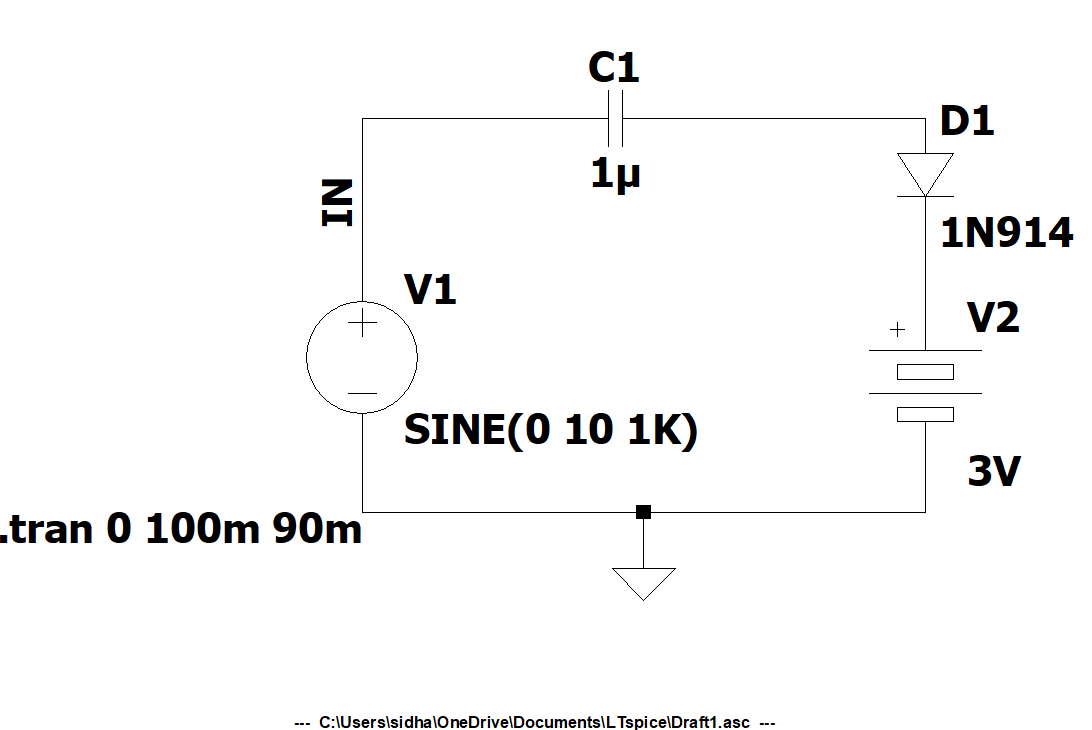 C1
1µ
D1
1N914
IN
V1
+
V2
SINE(0 10 1K)
3V
.tran 0 100m 90m
--- C:\Users\sidha\OneDrive\Documents\LTspice\Draft1.asc ---